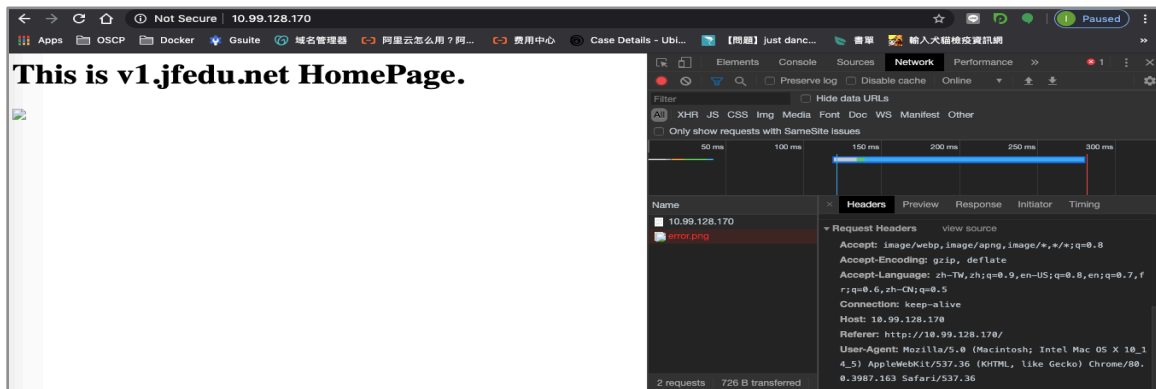 Not Secure | 10.99.128.170
Paused
Apps OSCP Docker Gsuite 域名管理器 阿里云怎么用？阿... 费用中心 Case Details - Ubi... 【問題】just danc... 書單 輸入犬貓檢疫資訊網 »
This is v1.jfedu.net HomePage.
Elements Console Sources Network Performance » 1
Preserve log Disable cache Online
Filter Hide data URLs
All XHR JS CSS Img Media Font Doc WS Manifest Other
Only show requests with SameSite issues
50 ms 100 ms 150 ms 200 ms 250 ms 300 ms
Name × Headers Preview Response Initiator Timing
10.99.128.170
error.png
Request Headers view source
Accept: image/webp,image/apng,image/*,*/*;q=0.8
Accept-Encoding: gzip, deflate
Accept-Language: zh-TW,zh;q=0.9,en-US;q=0.8,en;q=0.7,f
r;q=0.6,zh-CN;q=0.5
Connection: keep-alive
Host: 10.99.128.170
Referer: http://10.99.128.170/
User-Agent: Mozilla/5.0 (Macintosh; Intel Mac OS X 10_1
4_5) AppleWebKit/537.36 (KHTML, like Gecko) Chrome/80.
0.3987.163 Safari/537.36
2 requests 726 B transferred